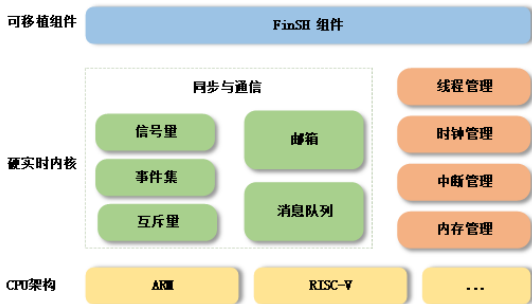 可移植组件
FinSH 组件
硬实时内核
同步与通信
信号量
事件集
互斥量
邮箱
消息队列
线程管理
时钟管理
中断管理
内存管理
CPU架构
ARM
RISC-V
...